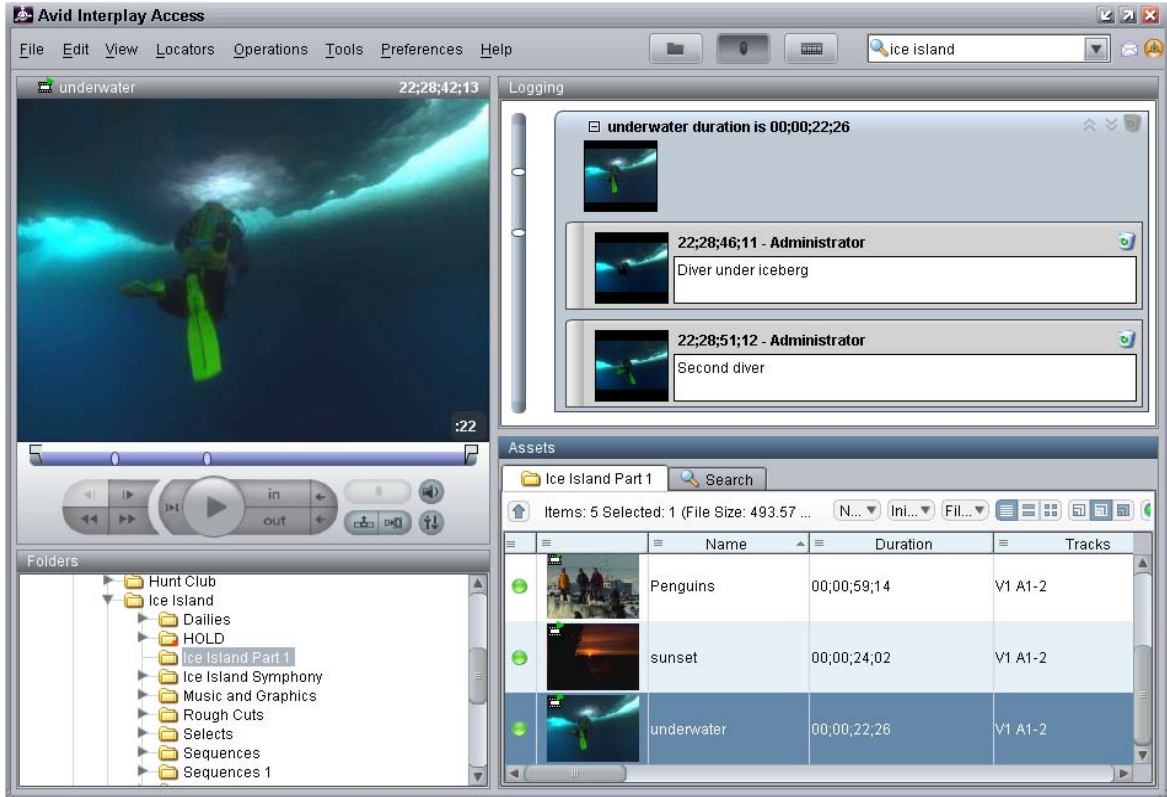 Avid Interplay Access
File Edit View Locators Operations Tools Preferences Help
ice island
underwater 22;28;42;13
:22
in
out
Logging
underwater duration is 00;00;22;26
22;28;46;11 - Administrator
Diver under iceberg
22;28;51;12 - Administrator
Second diver
Folders
Hunt Club
Ice Island
Dailies
HOLD
Ice Island Part 1
Ice Island Symphony
Music and Graphics
Rough Cuts
Selects
Sequences
Sequences 1
Assets
Ice Island Part 1 Search
Items: 5 Selected: 1 (File Size: 493.57 ... N... Ini... Fil...
Name Duration Tracks
Penguins 00;00;59;14 V1 A1-2
sunset 00;00;24;02 V1 A1-2
underwater 00;00;22;26 V1 A1-2